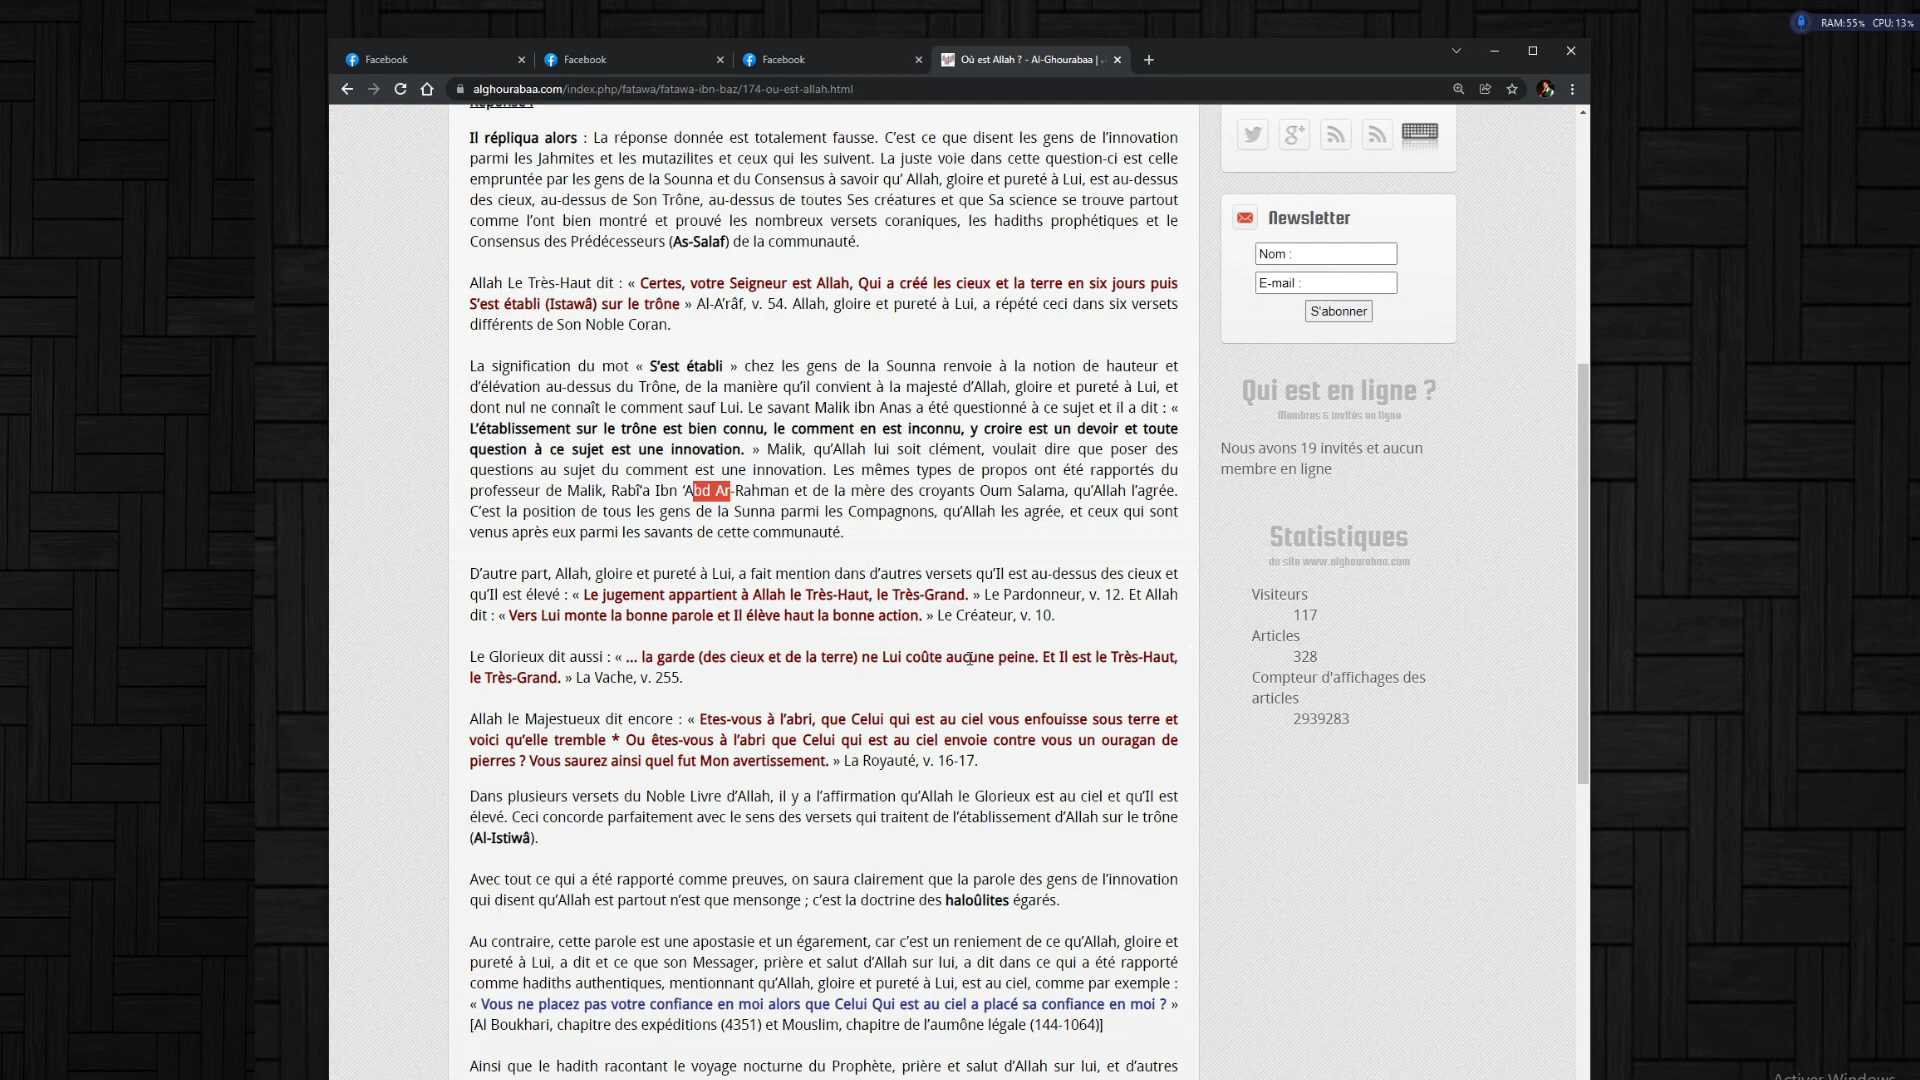 RAM:55% CPU:13%
Facebook
Facebook
Facebook
Où est Allah ? - Al-Ghourabaa |
alghourabaa.com/index.php/fatawa/fatawa-ibn-baz/174-ou-est-allah.html
Réponse :
Il répliqua alors : La réponse donnée est totalement fausse. C’est ce que disent les gens de l’innovation
parmi les Jahmites et les mutazilites et ceux qui les suivent. La juste voie dans cette question-ci est celle
empruntée par les gens de la Sounna et du Consensus à savoir qu’ Allah, gloire et pureté à Lui, est au-dessus
des cieux, au-dessus de Son Trône, au-dessus de toutes Ses créatures et que Sa science se trouve partout
comme l’ont bien montré et prouvé les nombreux versets coraniques, les hadiths prophétiques et le
Consensus des Prédécesseurs (As-Salaf) de la communauté.
Allah Le Très-Haut dit : « Certes, votre Seigneur est Allah, Qui a créé les cieux et la terre en six jours puis
S’est établi (Istawâ) sur le trône » Al-A’râf, v. 54. Allah, gloire et pureté à Lui, a répété ceci dans six versets
différents de Son Noble Coran.
La signification du mot « S’est établi » chez les gens de la Sounna renvoie à la notion de hauteur et
d’élévation au-dessus du Trône, de la manière qu’il convient à la majesté d’Allah, gloire et pureté à Lui, et
dont nul ne connaît le comment sauf Lui. Le savant Malik ibn Anas a été questionné à ce sujet et il a dit : «
L’établissement sur le trône est bien connu, le comment en est inconnu, y croire est un devoir et toute
question à ce sujet est une innovation. » Malik, qu’Allah lui soit clément, voulait dire que poser des
questions au sujet du comment est une innovation. Les mêmes types de propos ont été rapportés du
professeur de Malik, Rabî’a Ibn ‘Abd Ar-Rahman et de la mère des croyants Oum Salama, qu’Allah l’agrée.
C’est la position de tous les gens de la Sunna parmi les Compagnons, qu’Allah les agrée, et ceux qui sont
venus après eux parmi les savants de cette communauté.
D’autre part, Allah, gloire et pureté à Lui, a fait mention dans d’autres versets qu’Il est au-dessus des cieux et
qu’Il est élevé : « Le jugement appartient à Allah le Très-Haut, le Très-Grand. » Le Pardonneur, v. 12. Et Allah
dit : « Vers Lui monte la bonne parole et Il élève haut la bonne action. » Le Créateur, v. 10.
Le Glorieux dit aussi : « ... la garde (des cieux et de la terre) ne Lui coûte aucune peine. Et Il est le Très-Haut,
le Très-Grand. » La Vache, v. 255.
Allah le Majestueux dit encore : « Etes-vous à l’abri, que Celui qui est au ciel vous enfouisse sous terre et
voici qu’elle tremble * Ou êtes-vous à l’abri que Celui qui est au ciel envoie contre vous un ouragan de
pierres ? Vous saurez ainsi quel fut Mon avertissement. » La Royauté, v. 16-17.
Dans plusieurs versets du Noble Livre d’Allah, il y a l’affirmation qu’Allah le Glorieux est au ciel et qu’Il est
élevé. Ceci concorde parfaitement avec le sens des versets qui traitent de l’établissement d’Allah sur le trône
(Al-Istiwâ).
Avec tout ce qui a été rapporté comme preuves, on saura clairement que la parole des gens de l’innovation
qui disent qu’Allah est partout n’est que mensonge ; c’est la doctrine des haloûlites égarés.
Au contraire, cette parole est une apostasie et un égarement, car c’est un reniement de ce qu’Allah, gloire et
pureté à Lui, a dit et ce que son Messager, prière et salut d’Allah sur lui, a dit dans ce qui a été rapporté
comme hadiths authentiques, mentionnant qu’Allah, gloire et pureté à Lui, est au ciel, comme par exemple :
« Vous ne placez pas votre confiance en moi alors que Celui Qui est au ciel a placé sa confiance en moi ? »
[Al Boukhari, chapitre des expéditions (4351) et Mouslim, chapitre de l’aumône légale (144-1064)]
Ainsi que le hadith racontant le voyage nocturne du Prophète, prière et salut d’Allah sur lui, et d’autres
Newsletter
Nom :
E-mail :
S'abonner
Qui est en ligne ?
Membres & invités en ligne
Nous avons 19 invités et aucun
membre en ligne
Statistiques
du site www.alghourabaa.com
Visiteurs
117
Articles
328
Compteur d'affichages des
articles
2939283
Activer Windows